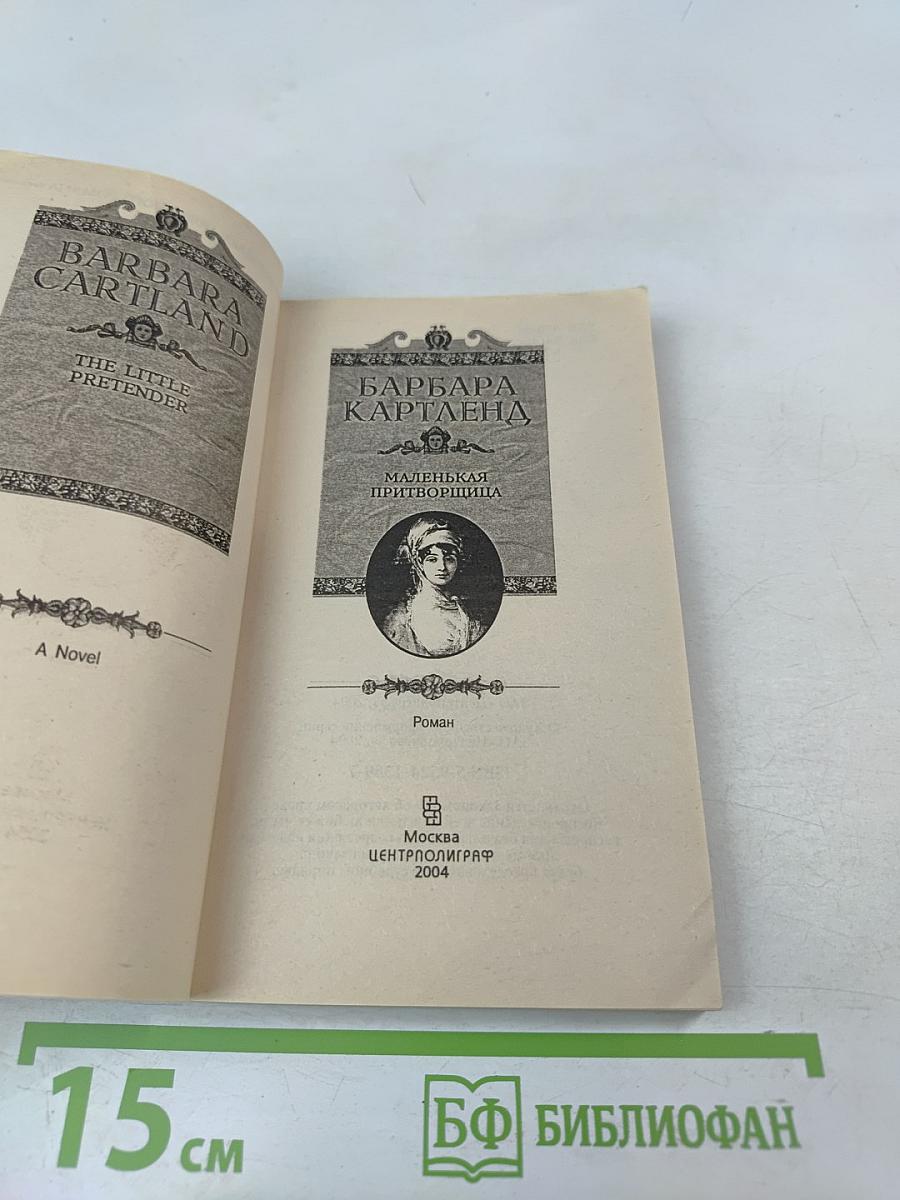 BARBARA
CARTLAND
THE LITTLE
PRETENDER
A Novel
БАРБАРА
КАРТЛЕНД
МАЛЕНЬКАЯ
ПРИТВОРЩИЦА
Роман
Москва
ЦЕНТРПОЛИГРАФ
2004
15 см
БФ БИБЛИОФАН